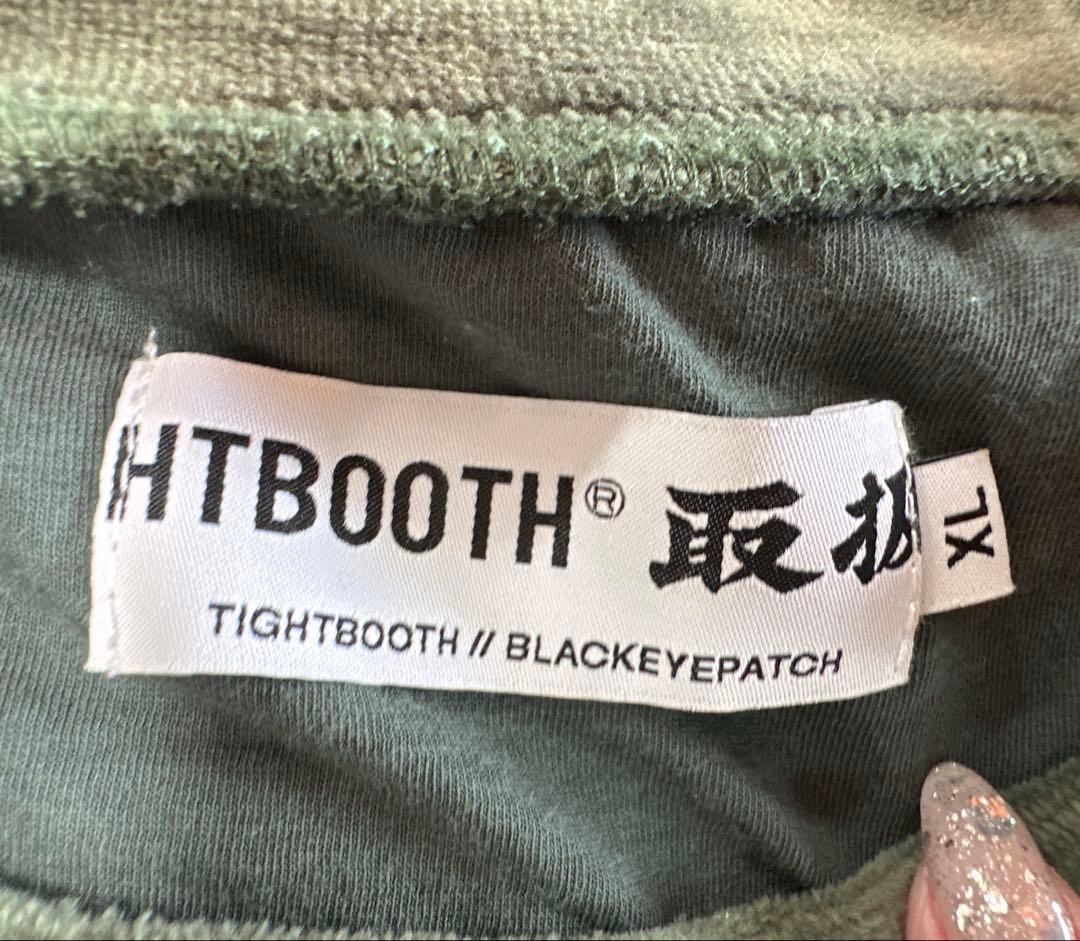 HTBOOTH® 取扱
TIGHTBOOTH // BLACKEYEPATCH
XL